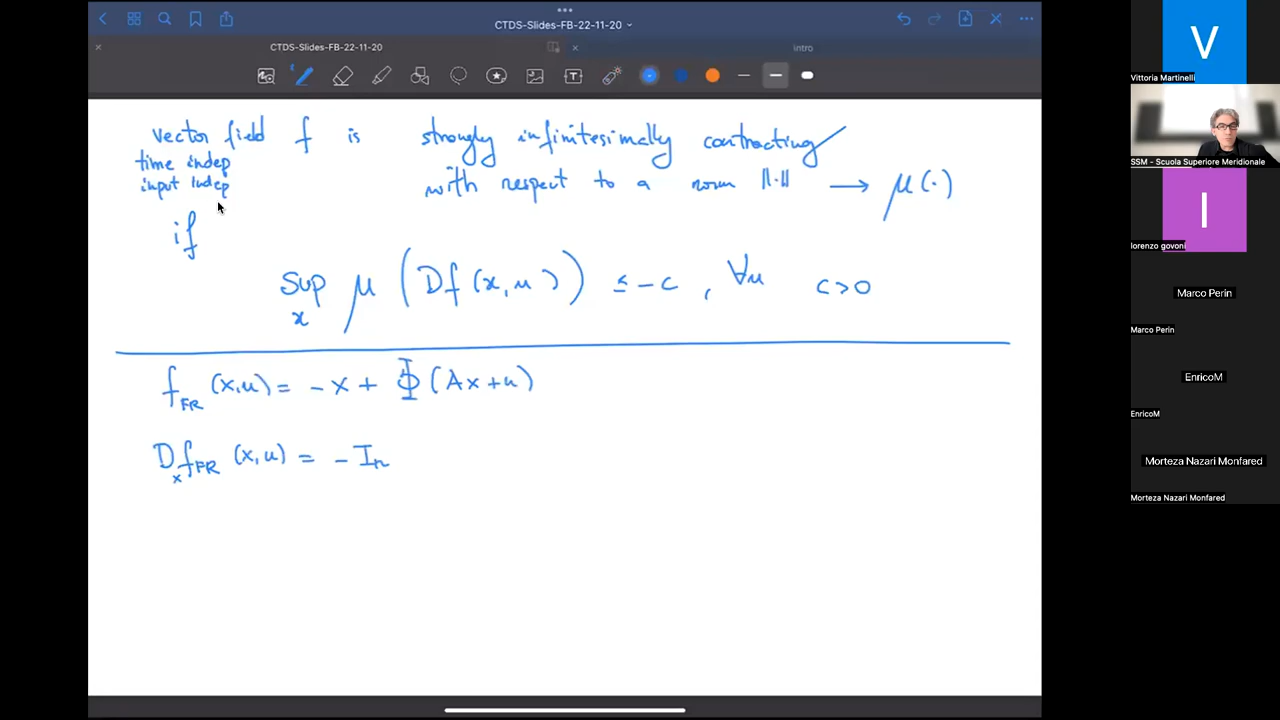 CTDS-Slides-FB-22-11-20
CTDS-Slides-FB-22-11-20
Intro
vector field f is strongly infinitesimally contracting
time indep
input indep
with respect to a norm ||·|| → μ(·)
if
sup μ (Df(x,u)) ≤ -c, ∀u c>0
x
f_FR (x,u) = -x + Φ(Ax+u)
D_x f_FR (x,u) = -I_n
V
Vittoria Martinelli
SSM - Scuola Superiore Meridionale
I
lorenzo govoni
Marco Perin
Marco Perin
EnricoM
EnricoM
Morteza Nazari Monfared
Morteza Nazari Monfared